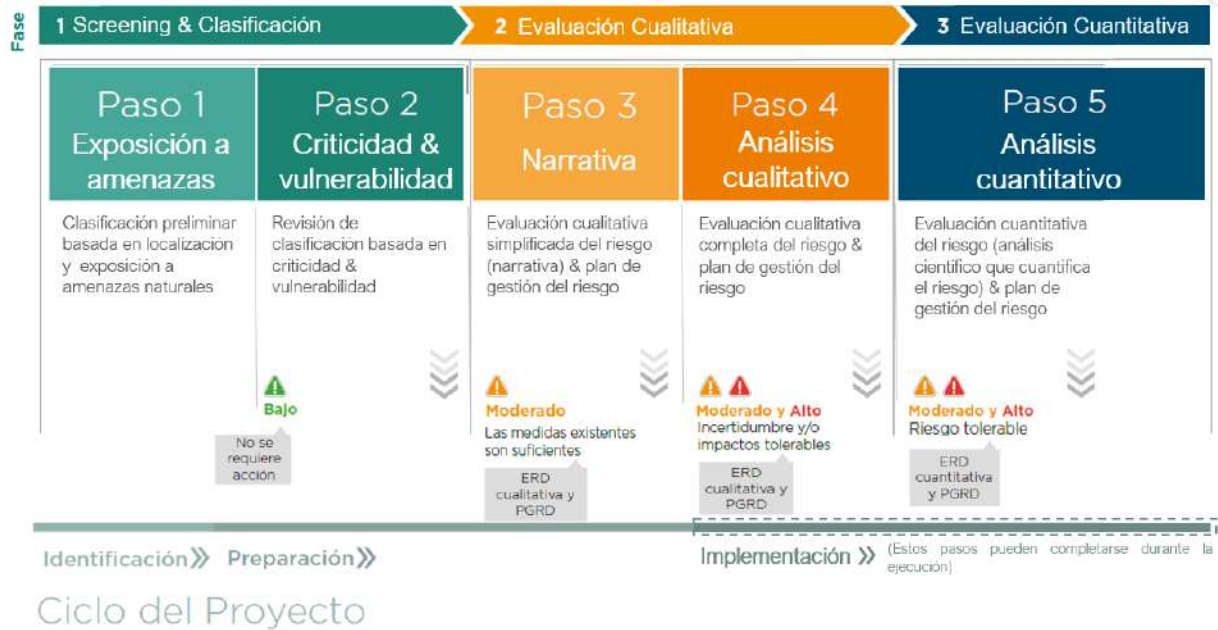 Fase
1 Screening & Clasificación
2 Evaluación Cualitativa
3 Evaluación Cuantitativa
Paso 1
Exposición a
amenazas
Paso 2
Criticidad &
vulnerabilidad
Paso 3
Narrativa
Paso 4
Análisis
cualitativo
Paso 5
Análisis
cuantitativo
Clasificación preliminar
basada en localización
y exposición a
amenazas naturales
Revisión de
clasificación basada en
criticidad &
vulnerabilidad
Evaluación cualitativa
simplificada del riesgo
(narrativa) & plan de
gestión del riesgo
Evaluación cualitativa
completa del riesgo &
plan de gestión del
riesgo
Evaluación cuantitativa
del riesgo (análisis
científico que cuantifica
el riesgo) & plan de
gestión del riesgo
Bajo
No se
requiere
acción
Moderado
Las medidas existentes
son suficientes
ERD
cualitativa y
PGRD
Moderado y Alto
Incertidumbre y/o
impactos tolerables
ERD
cualitativa y
PGRD
Moderado y Alto
Riesgo tolerable
ERD
cuantitativa
y PGRD
Identificación
Preparación
Implementación
(Estos pasos pueden completarse durante la
ejecución)
Ciclo del Proyecto